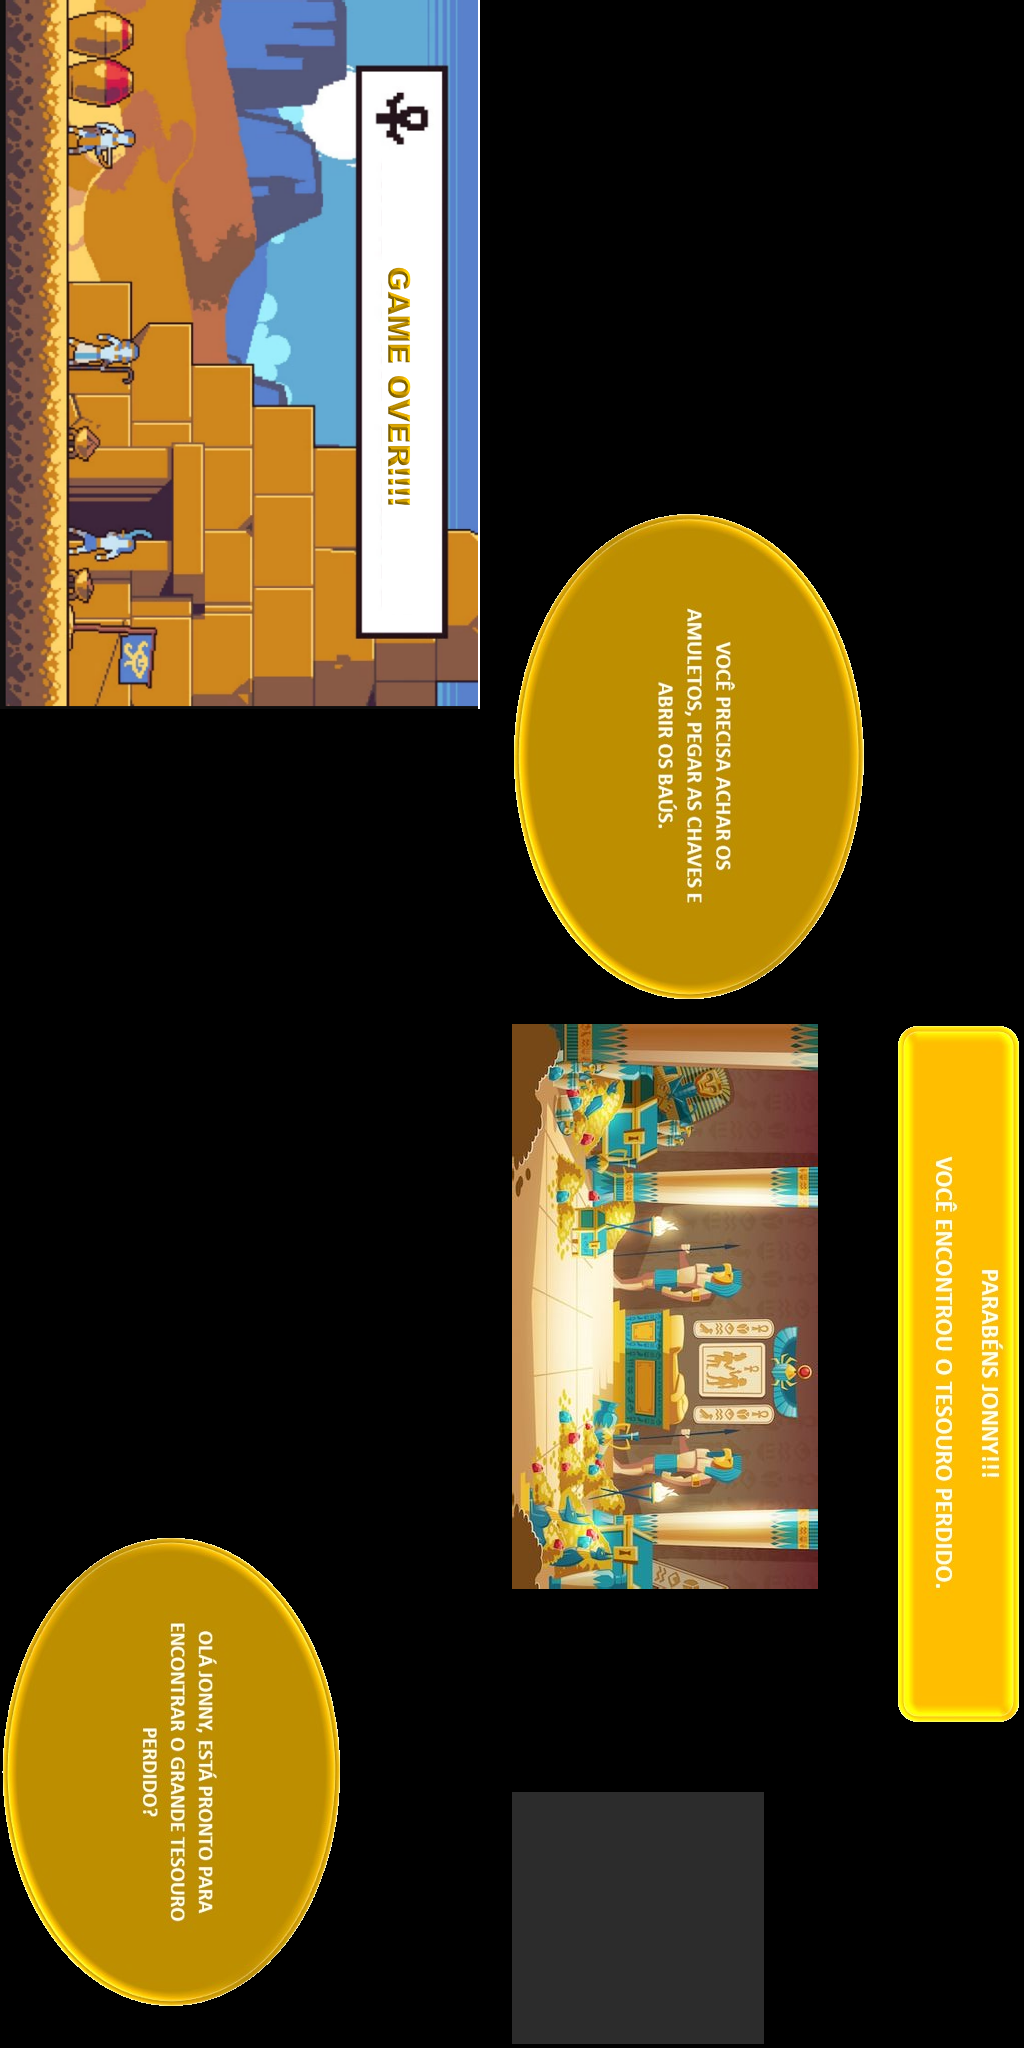 GAME OVER!!!!
VOCÊ PRECISA ACHAR OS
AMULETOS, PEGAR AS CHAVES E
ABRIR OS BAÚS.
PARABÉNS JONNY!!!
VOCÊ ENCONTROU O TESOURO PERDIDO.
OLÁ JONNY, ESTÁ PRONTO PARA
ENCONTRAR O GRANDE TESOURO
PERDIDO?